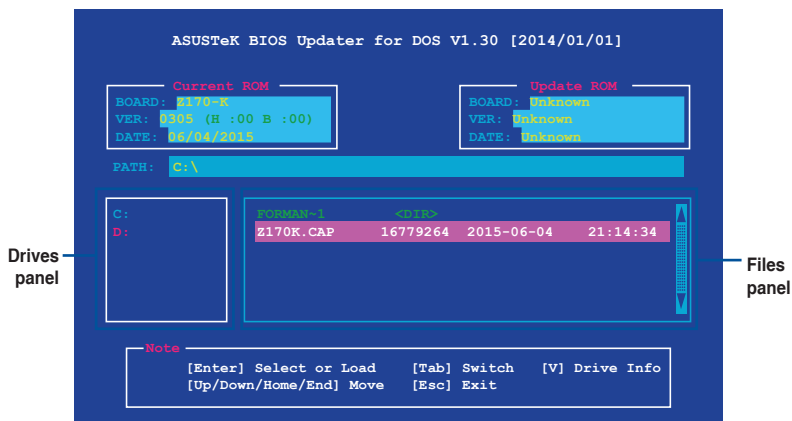 ASUSTeK BIOS Updater for DOS V1.30 [2014/01/01]
Current ROM
BOARD: Z170-K
VER: 0305 (H :00 B :00)
DATE: 06/04/2015
Update ROM
BOARD: Unknown
VER: Unknown
DATE: Unknown
PATH: C:\
C:
D:
FORMAN~1 <DIR>
Z170K.CAP 16779264 2015-06-04 21:14:34
Drives
panel
Files
panel
Note
[Enter] Select or Load [Tab] Switch [V] Drive Info
[Up/Down/Home/End] Move [Esc] Exit